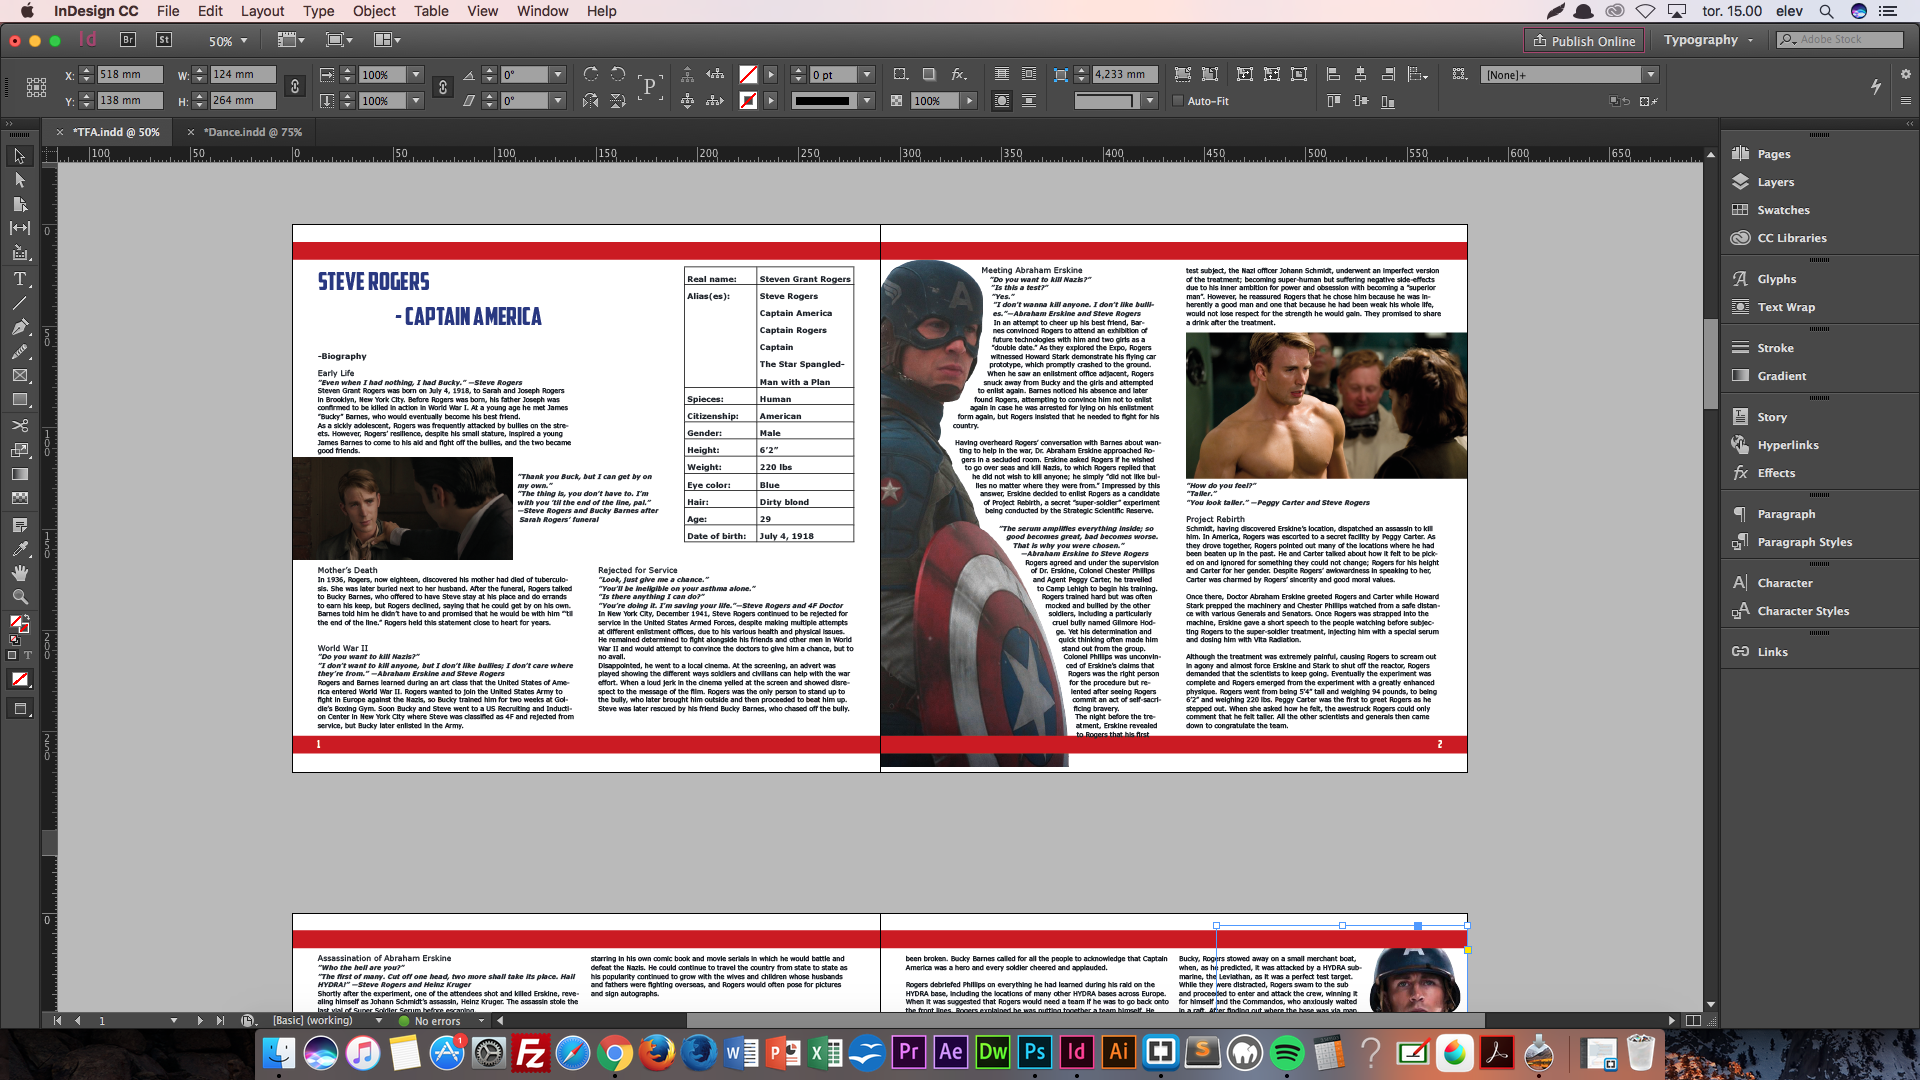 InDesign CC File Edit Layout Type Object Table View Window Help
tor. 15.00 elev
Id Br St 50%
Publish Online Typography Adobe Stock
X: 518 mm W: 124 mm 100% 0° 0 pt fx. 4,233 mm [None]+
Y: 138 mm H: 264 mm 100% 0° P 100% Auto-Fit
× *TFA.indd @ 50% × *Dance.indd @ 75%
100 50 0 50 100 150 200 250 300 350 400 450 500 550 600 650
STEVE ROGERS
- CAPTAIN AMERICA
-Biography
Early Life
"Even when I had nothing, I had Bucky." —Steve Rogers
Steven Grant Rogers was born on July 4, 1918, to Sarah and Joseph Rogers
in Brooklyn, New York City. Before Rogers was born, his father Joseph was
confirmed to be killed in action in World War I. At a young age he met James
"Bucky" Barnes, who would eventually become his best friend.
As a sickly adolescent, Rogers was frequently attacked by bullies on the stre-
ets. However, Rogers' resilience, despite his small stature, inspired a young
James Barnes to come to his aid and fight off the bullies, and the two became
good friends.
"Thank you Buck, but I can get by on
my own."
"The thing is, you don't have to. I'm
with you 'til the end of the line, pal."
—Steve Rogers and Bucky Barnes after
Sarah Rogers' funeral
Real name: Steven Grant Rogers
Alias(es): Steve Rogers
Captain America
Captain Rogers
Captain
The Star Spangled-
Man with a Plan
Spieces: Human
Citizenship: American
Gender: Male
Height: 6'2"
Weight: 220 lbs
Eye color: Blue
Hair: Dirty blond
Age: 29
Date of birth: July 4, 1918
Mother's Death
In 1936, Rogers, now eighteen, discovered his mother had died of tuberculo-
sis. She was later buried next to her husband. After the funeral, Rogers talked
to Bucky Barnes, who offered to have Steve stay at his place and do errands
to earn his keep, but Rogers declined, saying that he could get by on his own.
Barnes told him he didn't have to and promised that he would be with him "'til
the end of the line." Rogers held this statement close to heart for years.
World War II
"Do you want to kill Nazis?"
"I don't want to kill anyone, but I don't like bullies; I don't care where
they're from." —Abraham Erskine and Steve Rogers
Rogers and Barnes learned during an art class that the United States of Ame-
rica entered World War II. Rogers wanted to join the United States Army to
fight in Europe against the Nazis, so Bucky trained him for two weeks at Gol-
die's Boxing Gym. Soon Bucky and Steve went to a US Recruiting and Inducti-
on Center in New York City where Steve was classified as 4F and rejected from
service, but Bucky later enlisted in the Army.
Rejected for Service
"Look, just give me a chance."
"You'll be ineligible on your asthma alone."
"Is there anything I can do?"
"You're doing it. I'm saving your life."—Steve Rogers and 4F Doctor
In New York City, December 1941, Steve Rogers continued to be rejected for
service in the United States Armed Forces, despite making multiple attempts
at different enlistment offices, due to his various health and physical issues.
He remained determined to fight alongside his friends and other men in World
War II and would attempt to convince the doctors to give him a chance, but to
no avail.
Disappointed, he went to a local cinema. At the screening, an advert was
played showing the different ways soldiers and civilians can help with the war
effort. When a loud jerk in the cinema yelled at the screen and showed disre-
spect to the message of the film. Rogers was the only person to stand up to
the bully, who later brought him outside and then proceeded to beat him up.
Steve was later rescued by his friend Bucky Barnes, who chased off the bully.
1
Meeting Abraham Erskine
"Do you want to kill Nazis?"
"Is this a test?"
"Yes."
"I don't wanna kill anyone. I don't like bulli-
es."—Abraham Erskine and Steve Rogers
In an attempt to cheer up his best friend, Bar-
nes convinced Rogers to attend an exhibition of
future technologies with him and two girls as a
"double date." As they explored the Expo, Rogers
witnessed Howard Stark demonstrate his flying car
prototype, which promptly crashed to the ground.
When he saw an enlistment office adjacent, Rogers
snuck away from Bucky and the girls and attempted
to enlist again. Barnes noticed his absence and later
found Rogers, attempting to convince him not to enlist
again in case he was arrested for lying on his enlistment
form again, but Rogers insisted that he needed to fight for his
country.
Having overheard Rogers' conversation with Barnes about wan-
ting to help in the war, Dr. Abraham Erskine approached Ro-
gers in a secluded room. Erskine asked Rogers if he wished
to go over seas and kill Nazis, to which Rogers replied that
he did not wish to kill anyone; he simply "did not like bul-
lies no matter where they were from." Impressed by this
answer, Erskine decided to enlist Rogers as a candidate
of Project Rebirth, a secret "super-soldier" experiment
being conducted by the Strategic Scientific Reserve.
"The serum amplifies everything inside; so
good becomes great, bad becomes worse.
That is why you were chosen."
—Abraham Erskine to Steve Rogers
Rogers agreed and under the supervision
of Dr. Erskine, Colonel Chester Phillips
and Agent Peggy Carter, he travelled
to Camp Lehigh to begin his training.
Rogers trained hard but was often
mocked and bullied by the other
soldiers, including a particularly
cruel bully named Gilmore Hod-
ge. Yet his determination and
quick thinking often made him
stand out from the group.
Colonel Phillips was unconvin-
ced of Erskine's claims that
Rogers was the right person
for the procedure but re-
lented after seeing Rogers
commit an act of self-sacri-
ficing bravery.
The night before the tre-
atment, Erskine revealed
to Rogers that his first
test subject, the Nazi officer Johann Schmidt, underwent an imperfect version
of the treatment; becoming super-human but suffering negative side-effects
due to his inner ambition for power and obsession with becoming a "superior
man". However, he reassured Rogers that he chose him because he was in-
herently a good man and one that because he had been weak his whole life,
would not lose respect for the strength he would gain. They promised to share
a drink after the treatment.
"How do you feel?"
"Taller."
"You look taller." —Peggy Carter and Steve Rogers
Project Rebirth
Schmidt, having discovered Erskine's location, dispatched an assassin to kill
him. In America, Rogers was escorted to a secret facility by Peggy Carter. As
they drove together, Rogers pointed out many of the locations where he had
been beaten up in the past. He and Carter talked about how it felt to be pick-
ed on and ignored for something they could not change; Rogers for his height
and Carter for her gender. Despite Rogers' awkwardness in speaking to her,
Carter was charmed by Rogers' sincerity and good moral values.
Once there, Doctor Abraham Erskine greeted Rogers and Carter while Howard
Stark prepped the machinery and Chester Phillips watched from a safe distan-
ce with various Generals and Senators. Once Rogers was strapped into the
machine, Erskine gave a short speech to the people watching before subjec-
ting Rogers to the super-soldier treatment, injecting him with a special serum
and dosing him with Vita Radiation.
Although the treatment was extremely painful, causing Rogers to scream out
in agony and almost force Erskine and Stark to shut off the reactor, Rogers
demanded that the scientists to keep going. Eventually the experiment was
complete and Rogers emerged from the experiment with a greatly enhanced
physique. Rogers went from being 5'4" tall and weighing 94 pounds, to being
6'2" and weighing 220 lbs. Peggy Carter was the first to greet Rogers as he
stepped out. When she asked how he felt, the awestruck Rogers could only
comment that he felt taller. All the other scientists and generals then came
down to congratulate the team.
2
Assassination of Abraham Erskine
"Who the hell are you?"
"The first of many. Cut off one head, two more shall take its place. Hail
HYDRA!" —Steve Rogers and Heinz Kruger
Shortly after the experiment, one of the attendees shot and killed Erskine, reve-
aling himself as Johann Schmidt's assassin, Heinz Kruger. The assassin stole the
last vial of Super Soldier Serum before escaping.
starring in his own comic book and movie serials in which he would battle and
defeat the Nazis. He could continue to travel the country from state to state as
his popularity continued to grow with the wives and children whose husbands
and fathers were fighting overseas, and Rogers would often pose for pictures
and sign autographs.
been broken. Bucky Barnes called for all the people to acknowledge that Captain
America was a hero and every soldier cheered and applauded.
Rogers debriefed Phillips on everything he had learned during his raid on the
HYDRA base, including the locations of many other HYDRA bases across Europe.
When it was suggested that Rogers would need a team if he was to go back onto
the front lines, Rogers explained he was putting together a team himself. He
Bucky, Rogers stowed away on a small merchant boat,
when, as he predicted, it was attacked by a HYDRA sub-
marine, the Leviathan, as it was a perfect test target.
While they were distracted, Rogers swam to the sub
and proceeded to enter and attack the crew, winning it
for himself and the Commandos, who anxiously waited
in a raft. After finding out where the base was via map
Pages
Layers
Swatches
CC Libraries
Glyphs
Text Wrap
Stroke
Gradient
Story
Hyperlinks
Effects
Paragraph
Paragraph Styles
Character
Character Styles
Links
1 [Basic] (working) No errors
1 Fz W P X Pr Ae Dw Ps Id Ai S ?